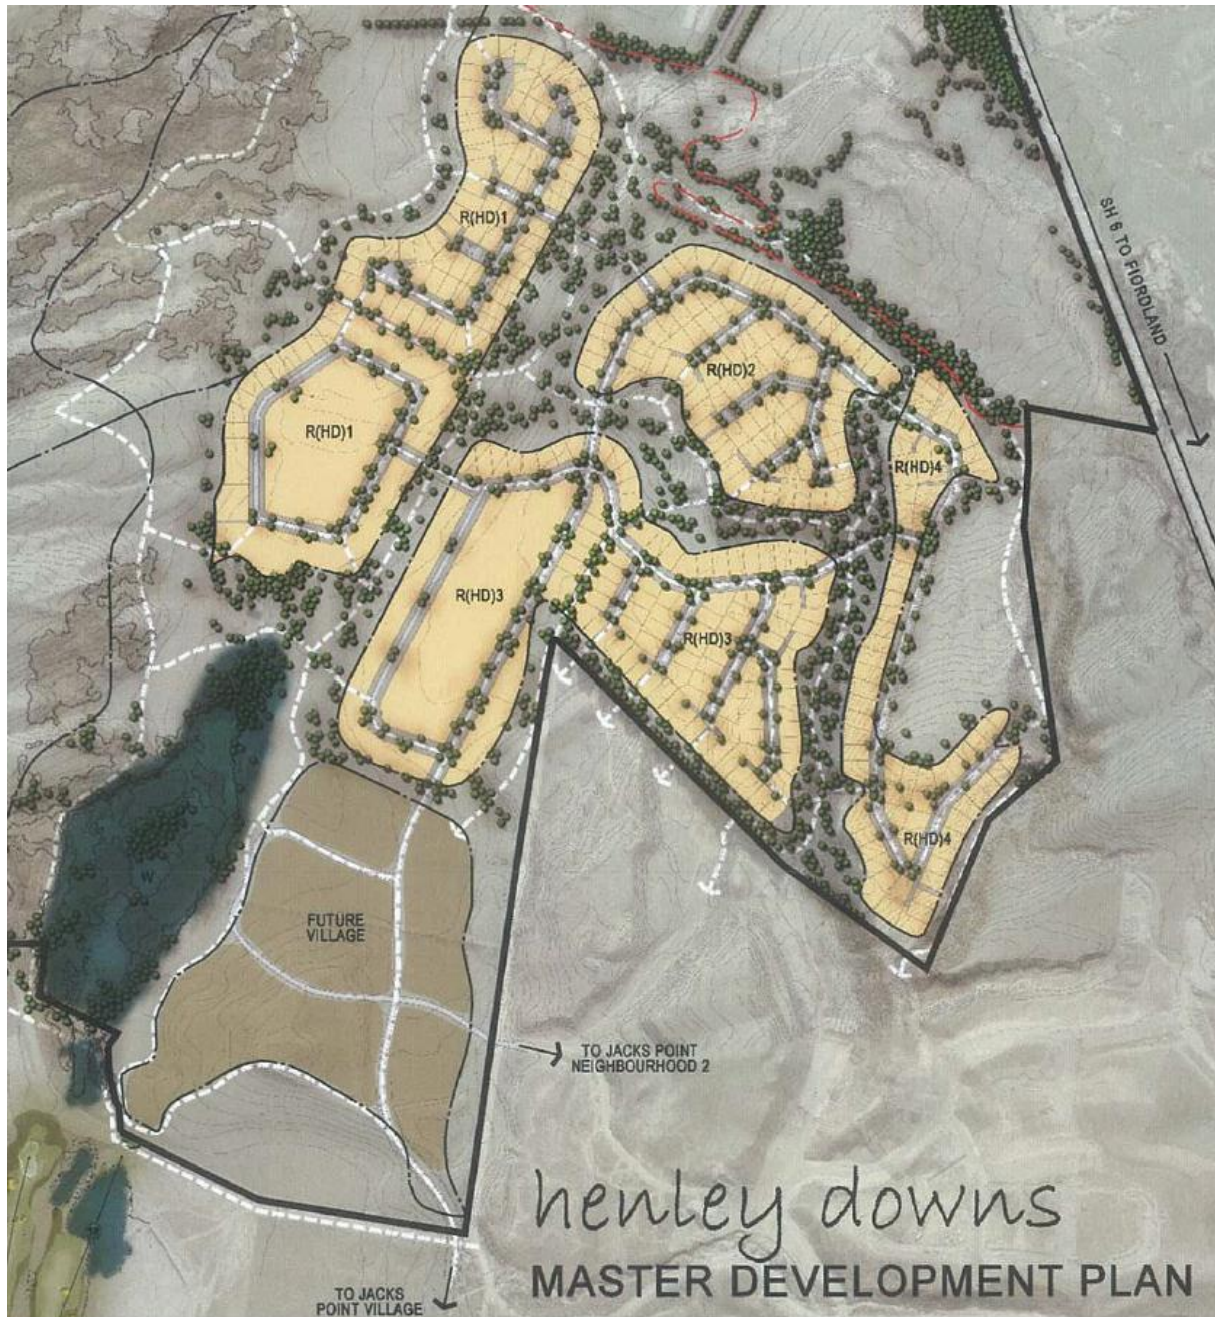 R(HD)1
SH 6 TO FIORDLAND
R(HD)2
R(HD)1
R(HD)4
R(HD)3
R(HD)3
R(HD)4
W
FUTURE
VILLAGE
TO JACKS POINT
NEIGHBOURHOOD 2
henley downs
MASTER DEVELOPMENT PLAN
TO JACKS
POINT VILLAGE